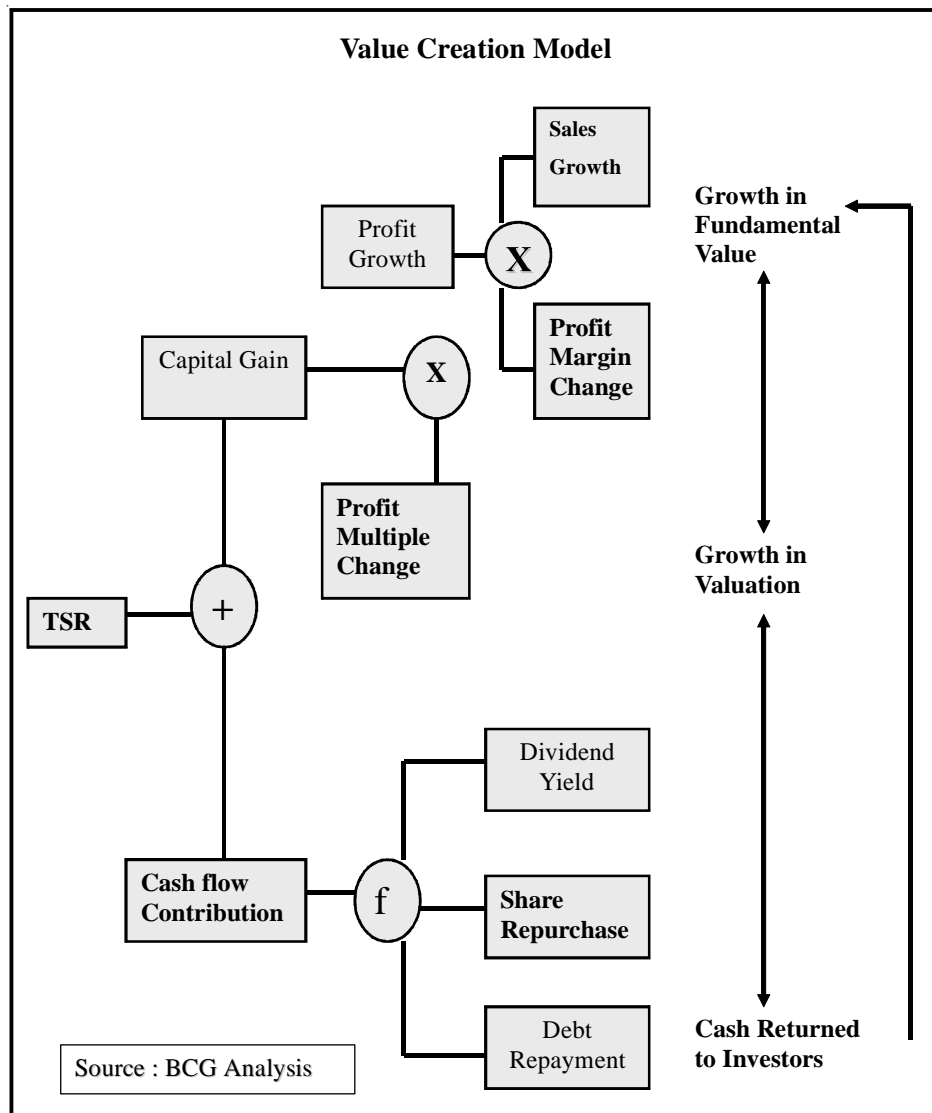 Value Creation Model
Sales
Growth
Profit
Growth
X
Growth in
Fundamental
Value
Capital Gain
X
Profit
Margin
Change
Profit
Multiple
Change
Growth in
Valuation
TSR
+
Dividend
Yield
Cash flow
Contribution
f
Share
Repurchase
Debt
Repayment
Cash Returned
to Investors
Source : BCG Analysis